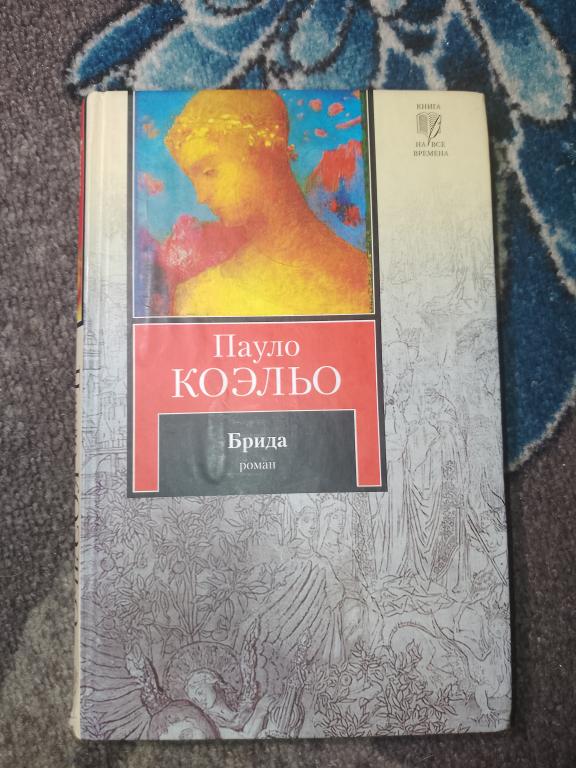 КНИГА
НА ВСЕ
ВРЕМЕНА
Пауло
КОЭЛЬО
Брида
роман